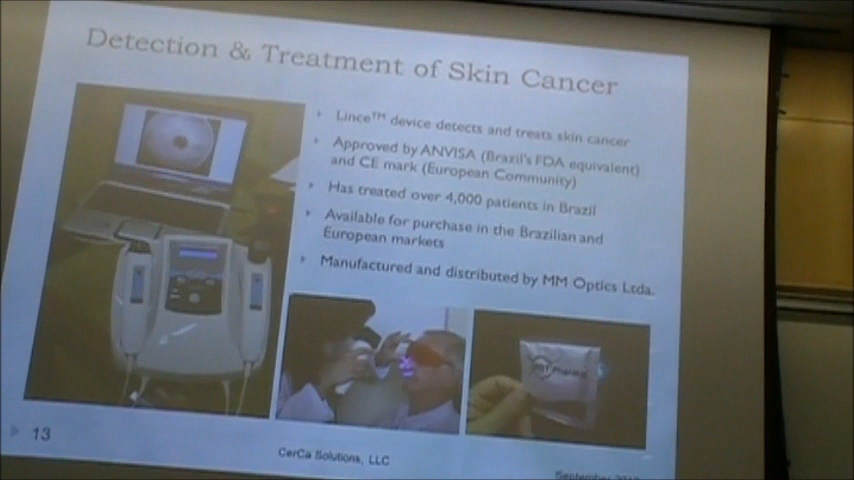 Detection & Treatment of Skin Cancer
Lince™ device detects and treats skin cancer
Approved by ANVISA (Brazil's FDA equivalent)
and CE mark (European Community)
Has treated over 4,000 patients in Brazil
Available for purchase in the Brazilian and
European markets
Manufactured and distributed by MM Optics Ltda.
13
CerCa Solutions, LLC
September